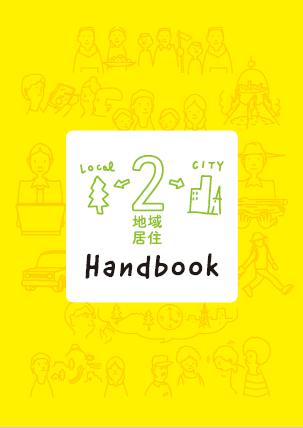 Local CITY
2
地域
居住
Handbook